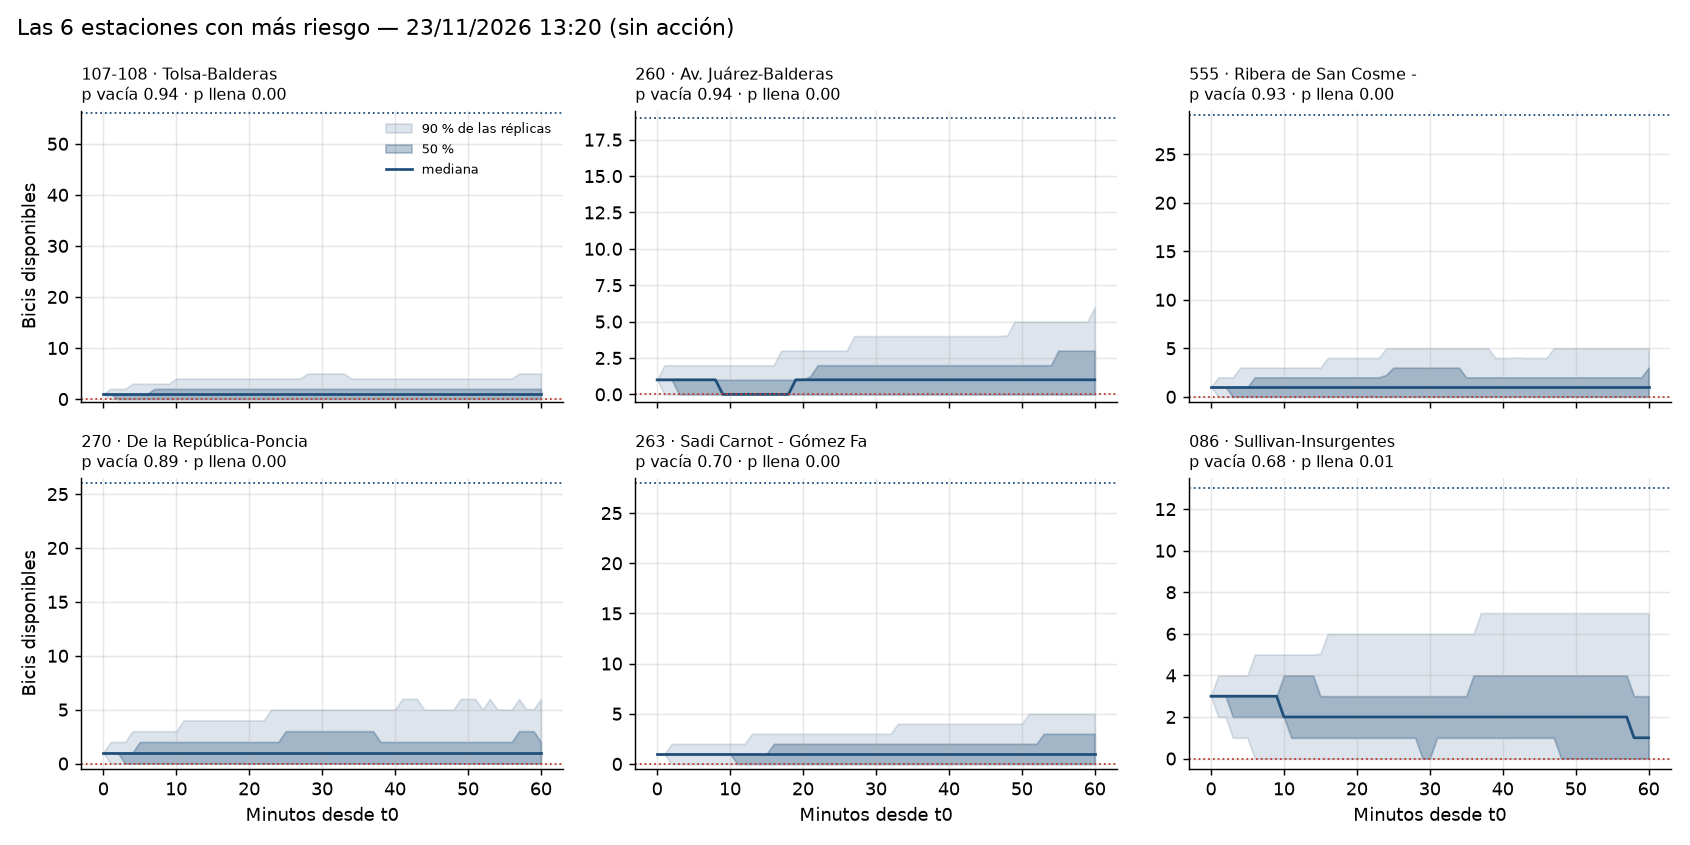 Las 6 estaciones con más riesgo — 23/11/2026 13:20 (sin acción)
107-108 · Tolsa-Balderas
p vacía 0.94 · p llena 0.00
90 % de las réplicas
50 %
mediana
Bicis disponibles
50
40
30
20
10
0
260 · Av. Juárez-Balderas
p vacía 0.94 · p llena 0.00
17.5
15.0
12.5
10.0
7.5
5.0
2.5
0.0
555 · Ribera de San Cosme -
p vacía 0.93 · p llena 0.00
25
20
15
10
5
0
270 · De la República-Poncia
p vacía 0.89 · p llena 0.00
Bicis disponibles
25
20
15
10
5
0
0 10 20 30 40 50 60
Minutos desde t0
263 · Sadi Carnot - Gómez Fa
p vacía 0.70 · p llena 0.00
25
20
15
10
5
0
0 10 20 30 40 50 60
Minutos desde t0
086 · Sullivan-Insurgentes
p vacía 0.68 · p llena 0.01
12
10
8
6
4
2
0
0 10 20 30 40 50 60
Minutos desde t0